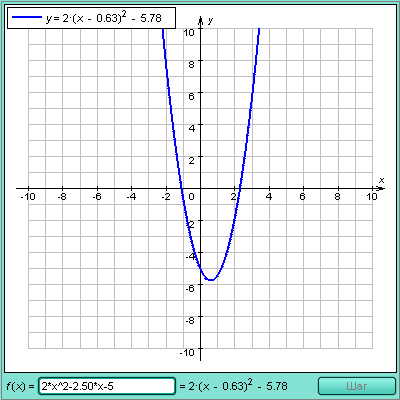 y = 2·(x - 0.63)² - 5.78
y
10
8
6
4
2
x
-10 -8 -6 -4 -2 0 2 4 6 8 10
0
-2
-4
-6
-8
-10
f(x) = 2*x^2-2.50*x-5 = 2·(x - 0.63)² - 5.78 Шаг